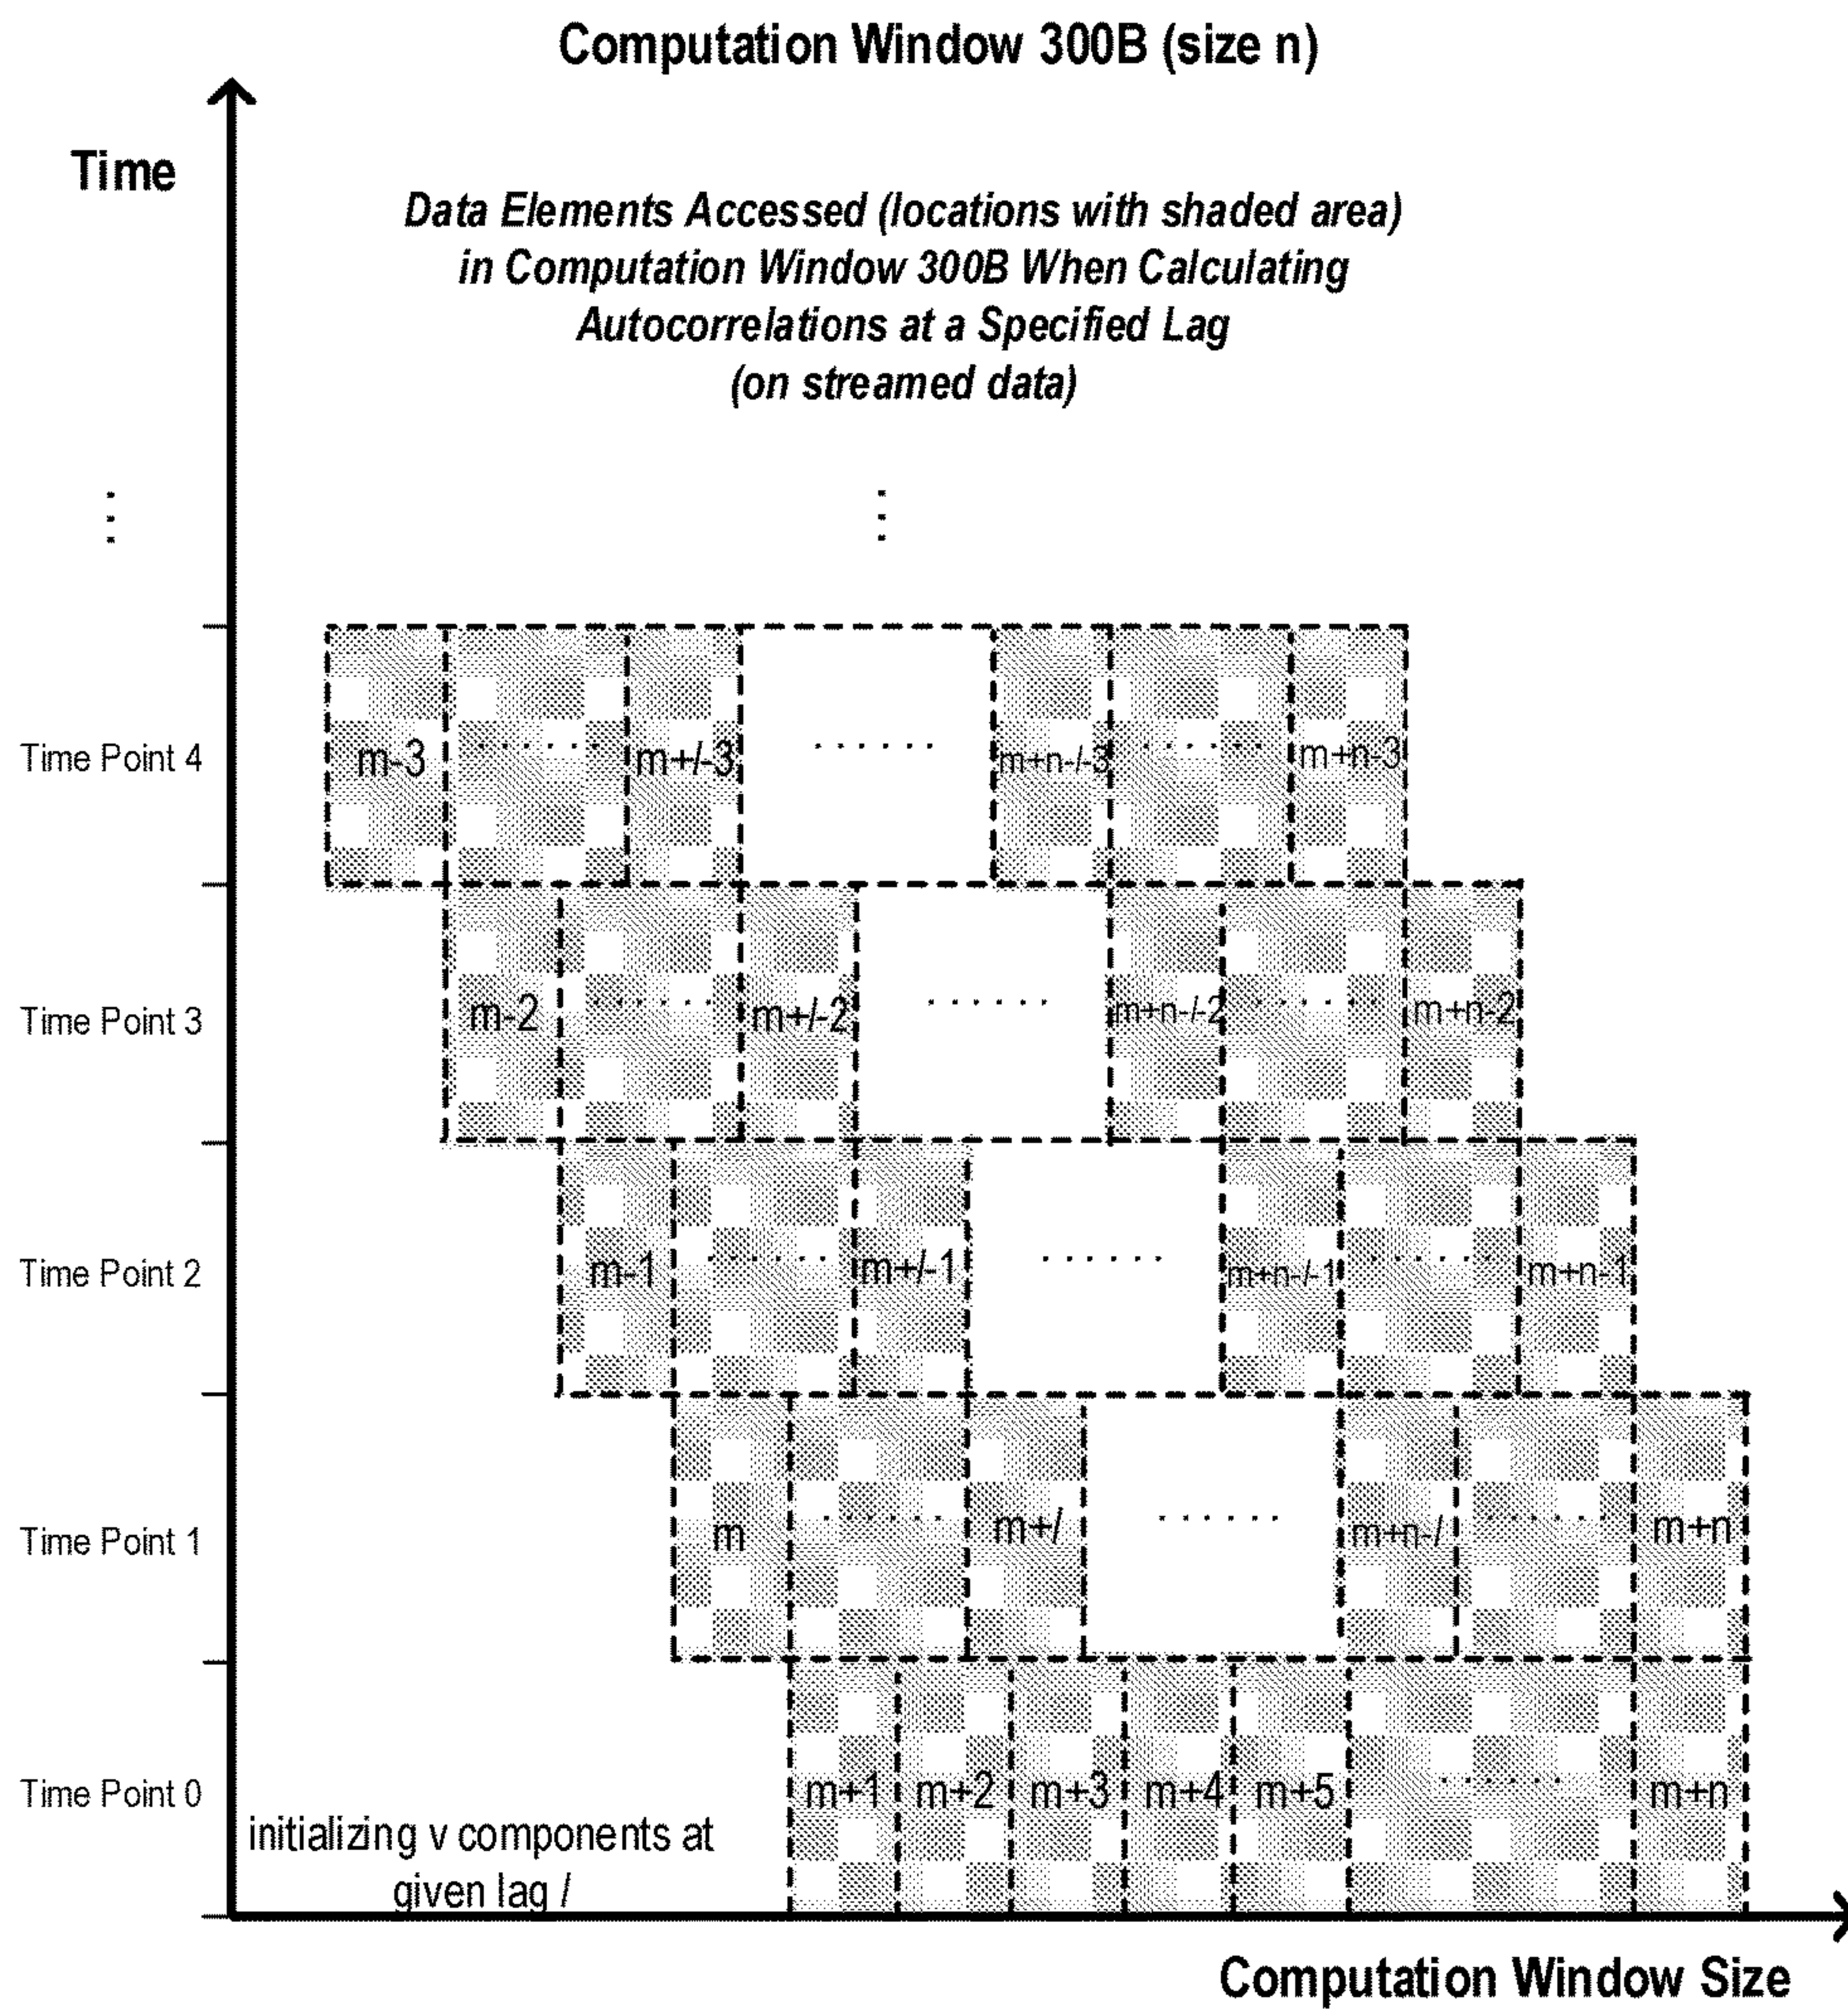 Computation Window 300B (size n)
Time
Data Elements Accessed (locations with shaded area)
in Computation Window 300B When Calculating
Autocorrelations at a Specified Lag
(on streamed data)
⋮ ⋮
Time Point 4 m-3 ...... m+l-3 ...... m+n-l-3 ...... m+n-3
Time Point 3 m-2 ...... m+l-2 ...... m+n-l-2 ...... m+n-2
Time Point 2 m-1 ...... m+l-1 ...... m+n-l-1 ...... m+n-1
Time Point 1 m ...... m+l ...... m+n-l ...... m+n
Time Point 0 m+1 m+2 m+3 m+4 m+5 ...... m+n
initializing v components at
given lag l
Computation Window Size